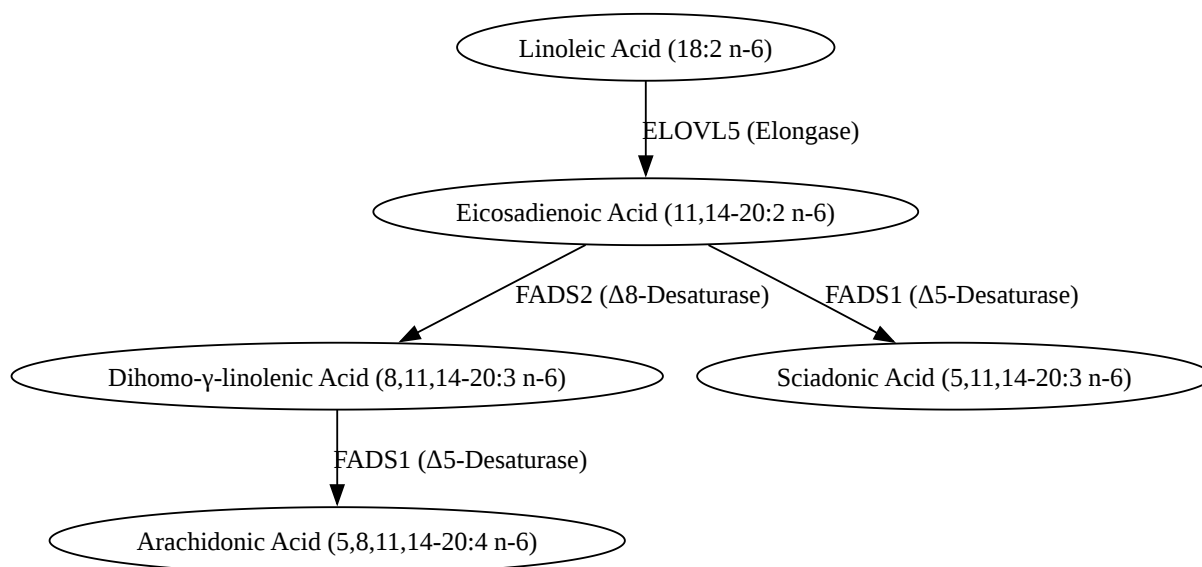 Linoleic Acid (18:2 n-6)
ELOVL5 (Elongase)
Eicosadienoic Acid (11,14-20:2 n-6)
FADS2 (Δ8-Desaturase)
FADS1 (Δ5-Desaturase)
Dihomo-γ-linolenic Acid (8,11,14-20:3 n-6)
Sciadonic Acid (5,11,14-20:3 n-6)
FADS1 (Δ5-Desaturase)
Arachidonic Acid (5,8,11,14-20:4 n-6)